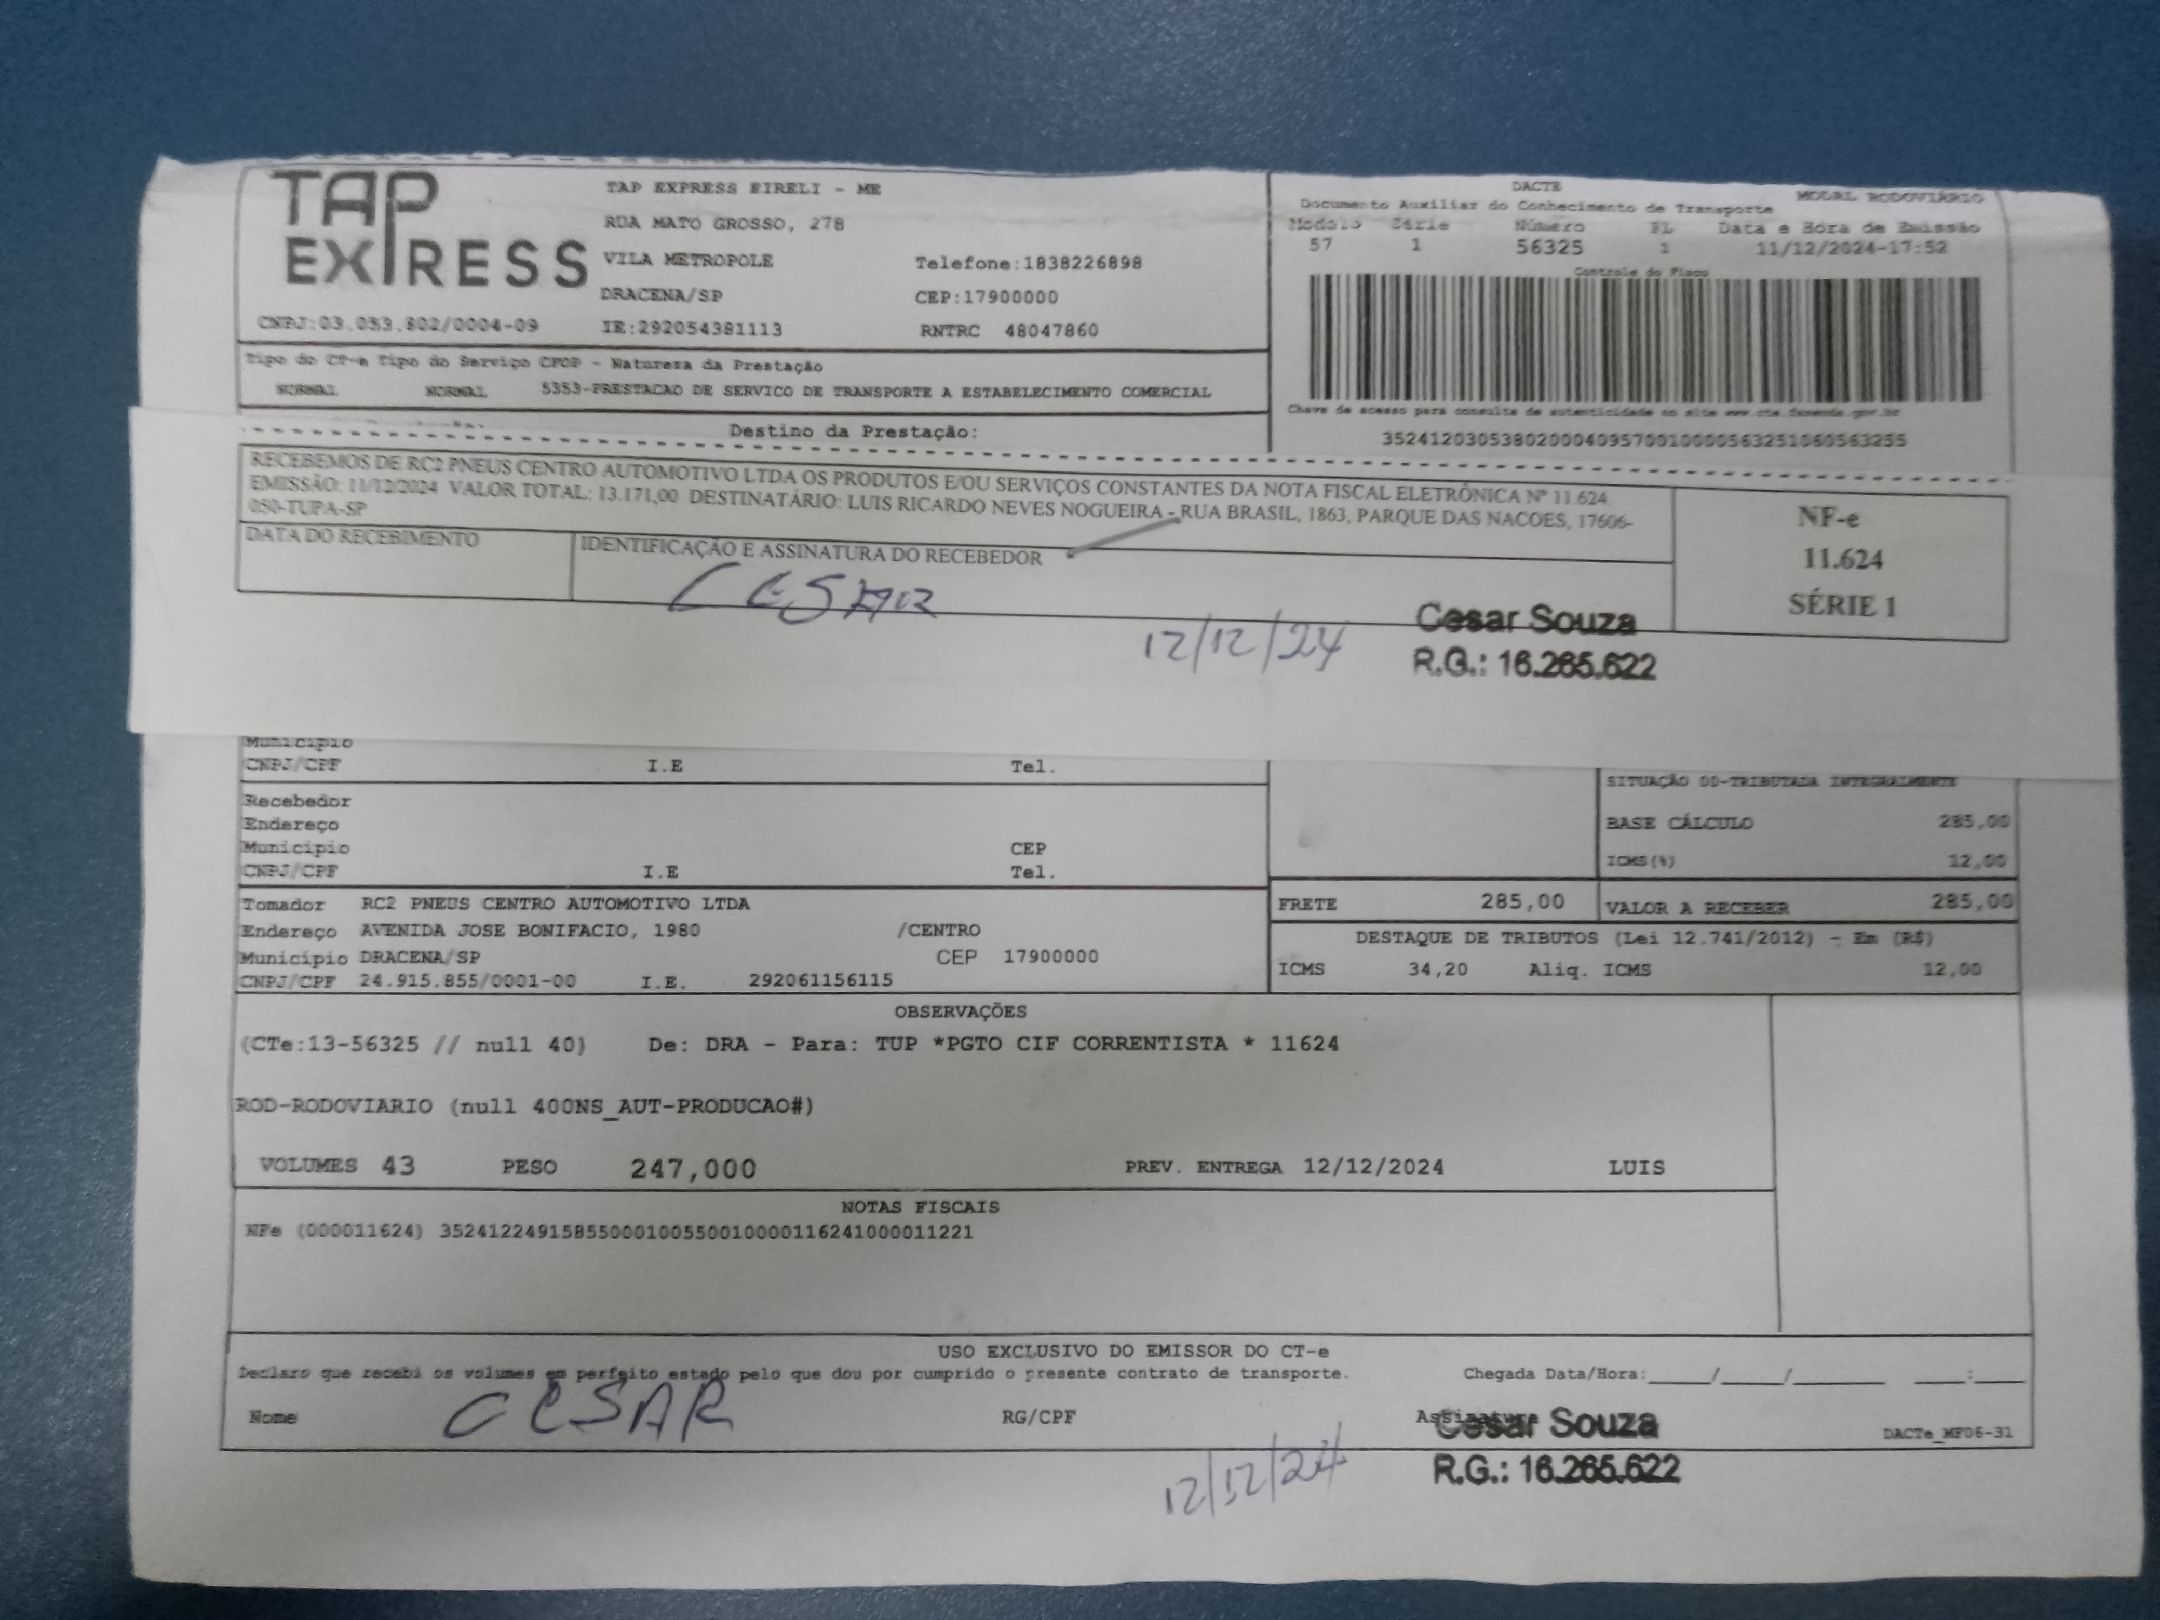 TAP EXPRESS
TAP EXPRESS EIRELI - ME
RUA MATO GROSSO, 278
VILA METROPOLE Telefone:1838226898
DRACENA/SP CEP:17900000
CNPJ:03.053.802/0004-09 IE:292054381113 RNTRC 48047860
DACTE MODAL RODOVIÁRIO
Documento Auxiliar do Conhecimento de Transporte
Modelo Série Número FL Data e Hora de Emissão
57 1 56325 1 11/12/2024-17:52
Controle do Fisco
Chave de acesso para consulta de autenticidade no site www.cte.fazenda.gov.br
35241203053802000409570010000563251060563255
Tipo do CT-e Tipo do Serviço CFOP - Natureza da Prestação
NORMAL NORMAL 5353-PRESTACAO DE SERVICO DE TRANSPORTE A ESTABELECIMENTO COMERCIAL
Destino da Prestação:
RECEBEMOS DE RC2 PNEUS CENTRO AUTOMOTIVO LTDA OS PRODUTOS E/OU SERVIÇOS CONSTANTES DA NOTA FISCAL ELETRÔNICA Nº 11.624
EMISSÃO: 11/12/2024 VALOR TOTAL: 13.171,00 DESTINATÁRIO: LUIS RICARDO NEVES NOGUEIRA - RUA BRASIL, 1863, PARQUE DAS NACOES, 17606-
050-TUPA-SP
DATA DO RECEBIMENTO IDENTIFICAÇÃO E ASSINATURA DO RECEBEDOR
NF-e
11.624
SÉRIE 1
CESAR
12/12/24
Cesar Souza
R.G.: 16.265.622
Município
CNPJ/CPF I.E Tel.
Recebedor
Endereço
Município CEP
CNPJ/CPF I.E Tel.
SITUAÇÃO 00-TRIBUTADA INTEGRALMENTE
BASE CÁLCULO 285,00
ICMS(%) 12,00
FRETE 285,00 VALOR A RECEBER 285,00
Tomador RC2 PNEUS CENTRO AUTOMOTIVO LTDA
Endereço AVENIDA JOSE BONIFACIO, 1980 /CENTRO
Município DRACENA/SP CEP 17900000
CNPJ/CPF 24.915.855/0001-00 I.E. 292061156115
DESTAQUE DE TRIBUTOS (Lei 12.741/2012) - Em (R$)
ICMS 34,20 Aliq. ICMS 12,00
OBSERVAÇÕES
(CTe:13-56325 // null 40) De: DRA - Para: TUP *PGTO CIF CORRENTISTA * 11624
ROD-RODOVIARIO (null 400NS_AUT-PRODUCAO#)
VOLUMES 43 PESO 247,000 PREV. ENTREGA 12/12/2024 LUIS
NOTAS FISCAIS
NFe (000011624) 35241224915855000100550010000116241000011221
USO EXCLUSIVO DO EMISSOR DO CT-e
Declaro que recebi os volumes em perfeito estado pelo que dou por cumprido o presente contrato de transporte. Chegada Data/Hora:_____/_____/_______ ____:____
Nome CESAR RG/CPF Assinatura
Cesar Souza
DACTe_MF06-31
12/12/24
R.G.: 16.265.622